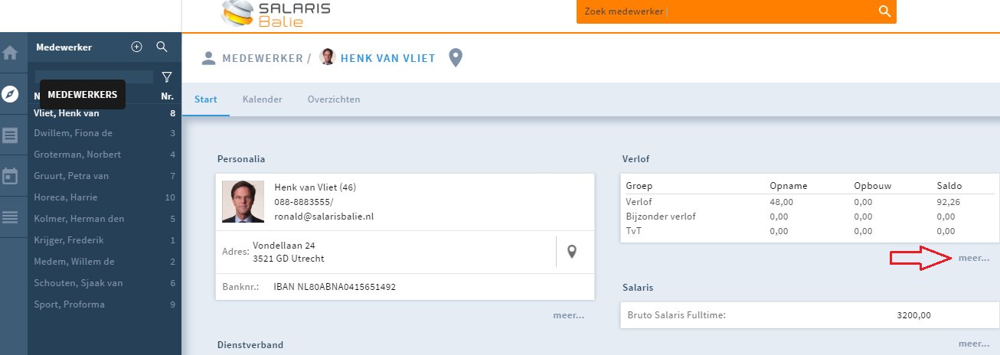 SALARIS
Balie
Zoek medewerker
Medewerker
MEDEWERKER / HENK VAN VLIET
MEDEWERKERS
N
Nr.
Start Kalender Overzichten
Vliet, Henk van 8
Dwillem, Fiona de 3
Groterman, Norbert 4
Gruurt, Petra van 7
Horeca, Harrie 10
Kolmer, Herman den 5
Krijger, Frederik 1
Medem, Willem de 2
Schouten, Sjaak van 6
Sport, Proforma 9
Personalia
Henk van Vliet (46)
088-8883555/
ronald@salarisbalie.nl
Adres: Vondellaan 24
3521 GD Utrecht
Banknr.: IBAN NL80ABNA0415651492
meer...
Dienstverband
Verlof
Groep Opname Opbouw Saldo
Verlof 48,00 0,00 92,26
Bijzonder verlof 0,00 0,00 0,00
TvT 0,00 0,00 0,00
meer...
Salaris
Bruto Salaris Fulltime: 3200,00
meer...